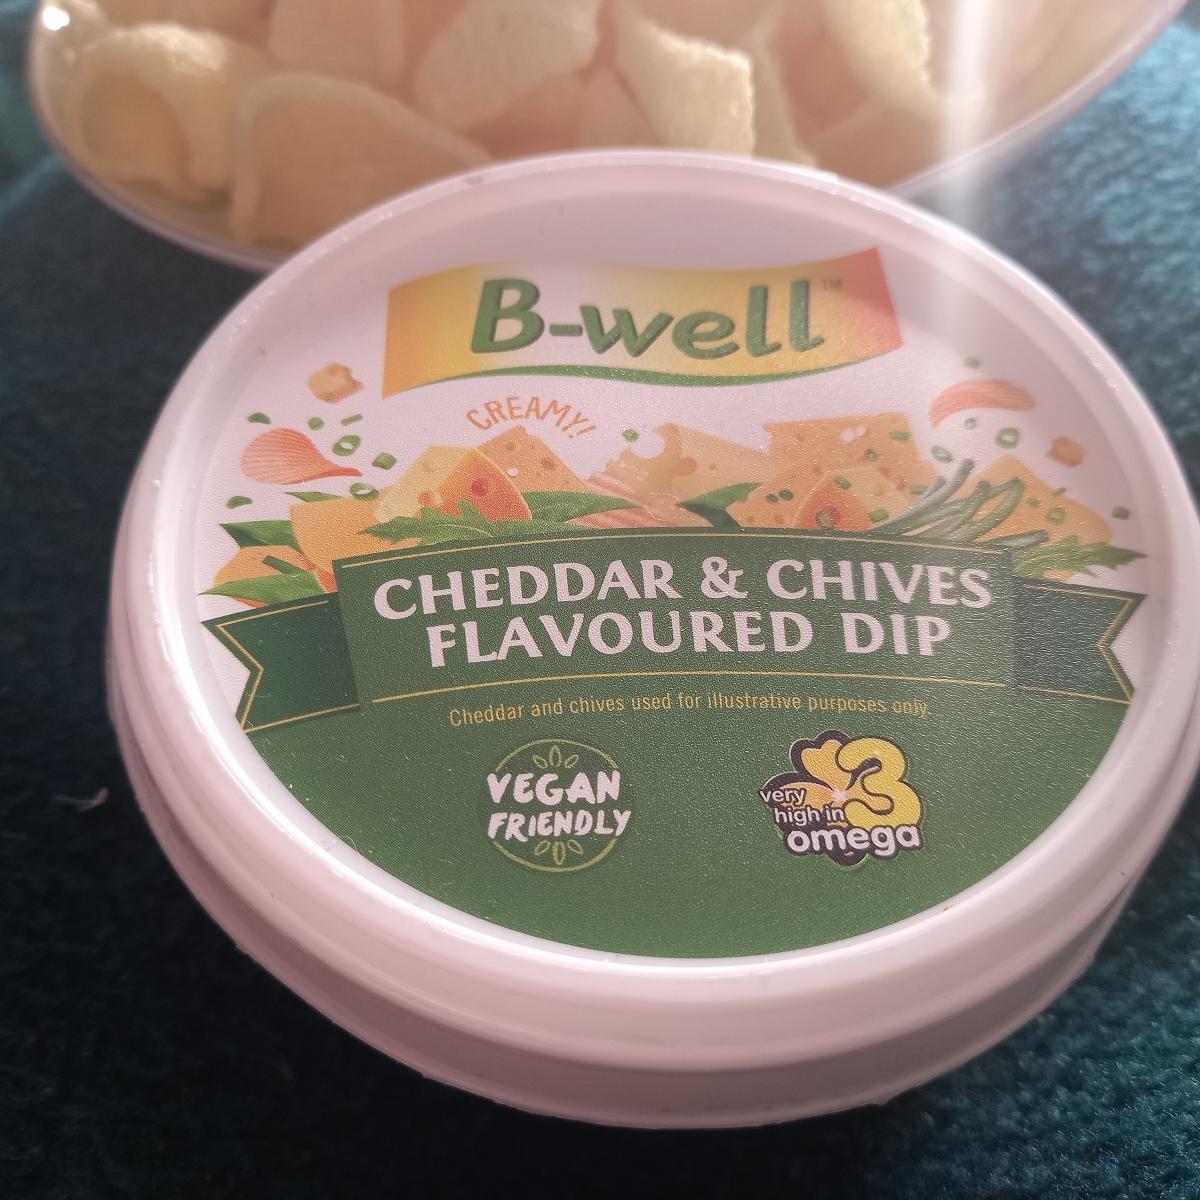 B-well™
CREAMY!
CHEDDAR & CHIVES
FLAVOURED DIP
Cheddar and chives used for illustrative purposes only.
VEGAN
FRIENDLY
very
high in
omega
3